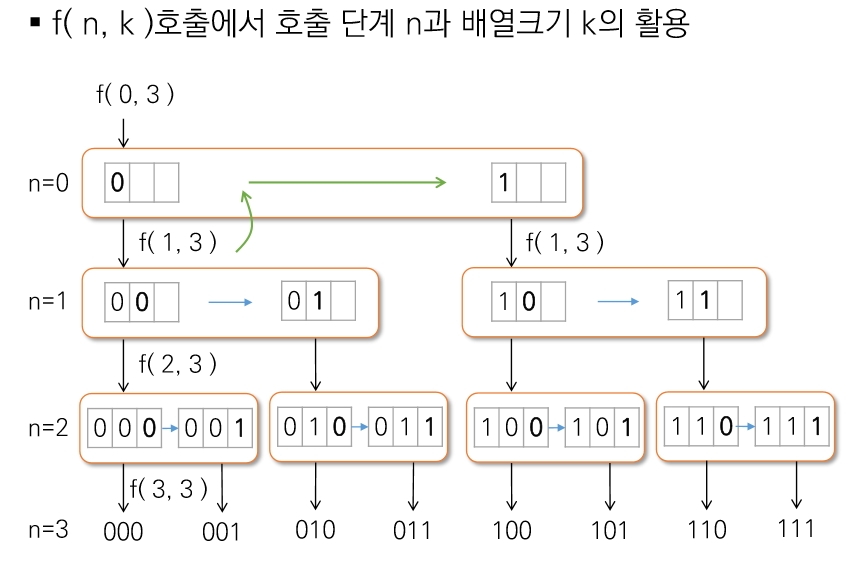 ▪ f( n, k )호출에서 호출 단계 n과 배열크기 k의 활용
f( 0, 3 )
n=0 0 1
f( 1, 3 ) f( 1, 3 )
n=1 0 0 0 1 1 0 1 1
f( 2, 3 )
n=2 0 0 0 0 0 1 0 1 0 0 1 1 1 0 0 1 0 1 1 1 0 1 1 1
f( 3, 3 )
n=3 000 001 010 011 100 101 110 111